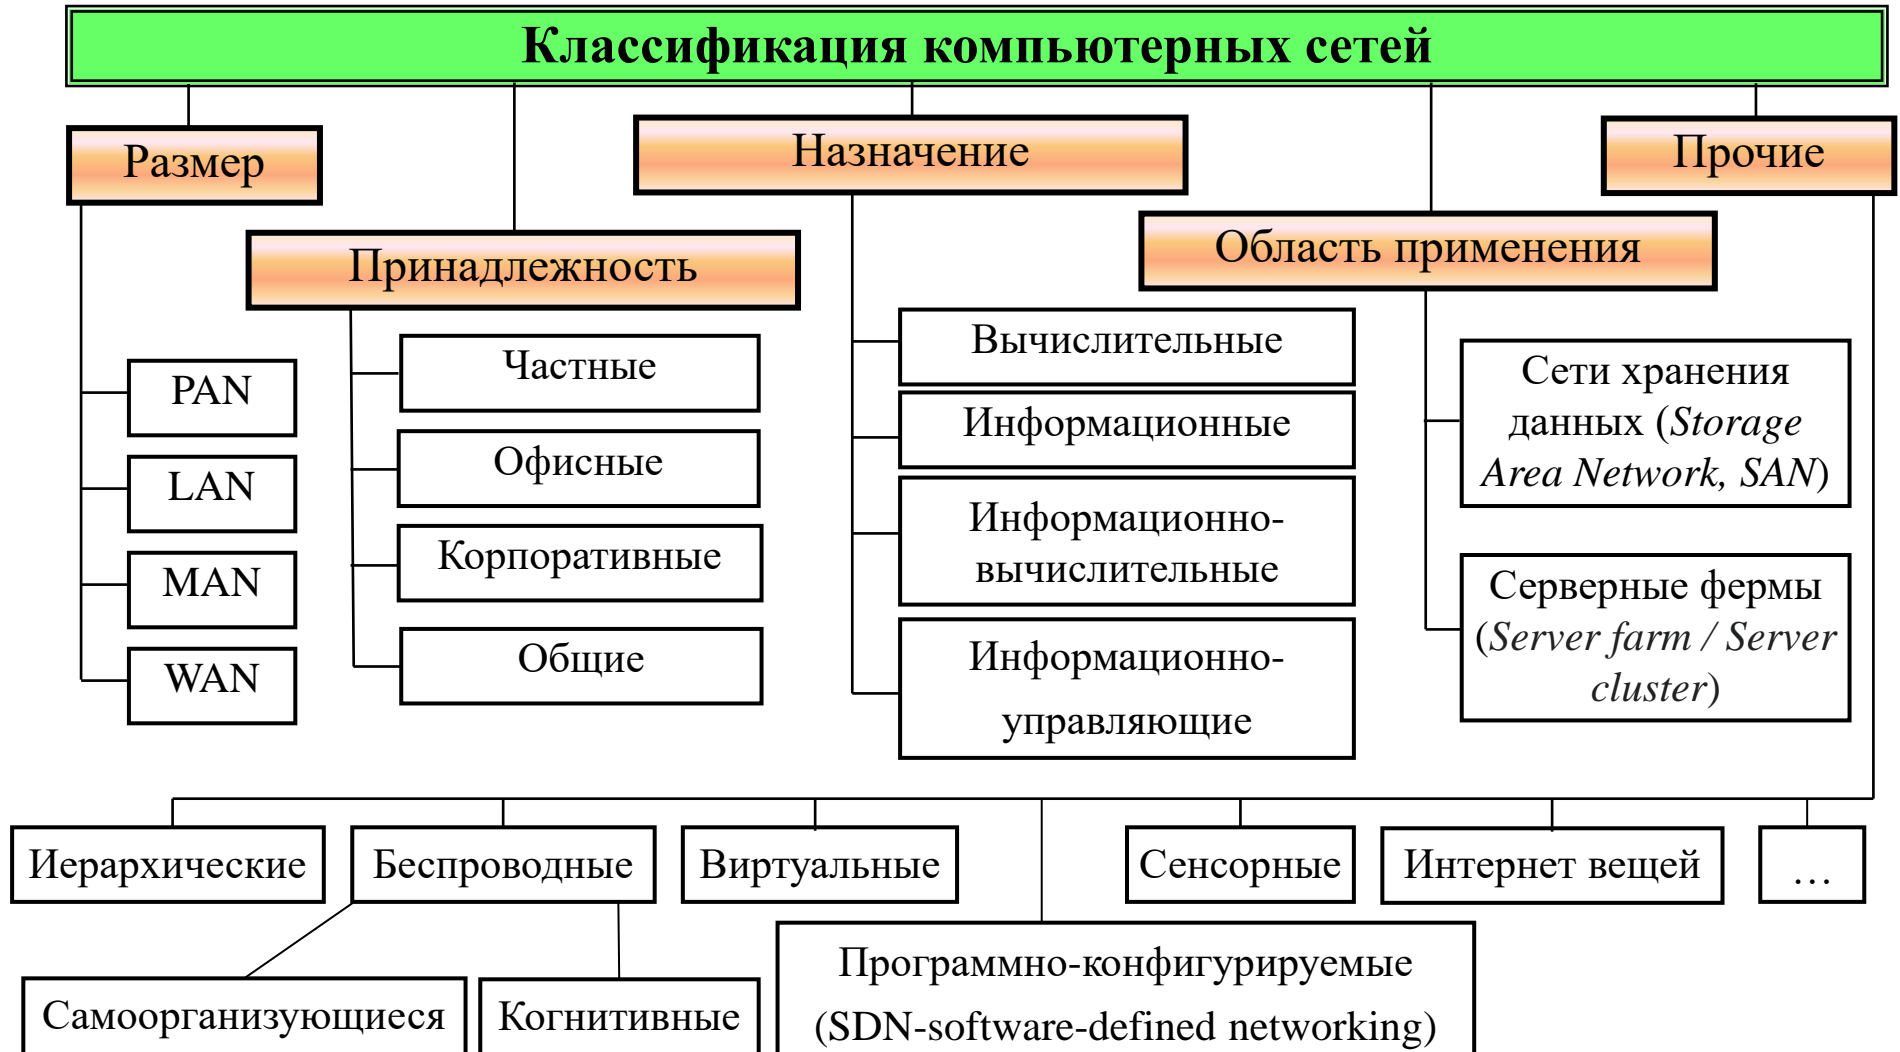 Классификация компьютерных сетей
Размер
Назначение
Прочие
Принадлежность
Область применения
PAN
LAN
MAN
WAN
Частные
Офисные
Корпоративные
Общие
Вычислительные
Информационные
Информационно-
вычислительные
Информационно-
управляющие
Сети хранения
данных (Storage
Area Network, SAN)
Серверные фермы
(Server farm / Server
cluster)
Иерархические
Беспроводные
Виртуальные
Сенсорные
Интернет вещей
…
Самоорганизующиеся
Когнитивные
Программно-конфигурируемые
(SDN-software-defined networking)